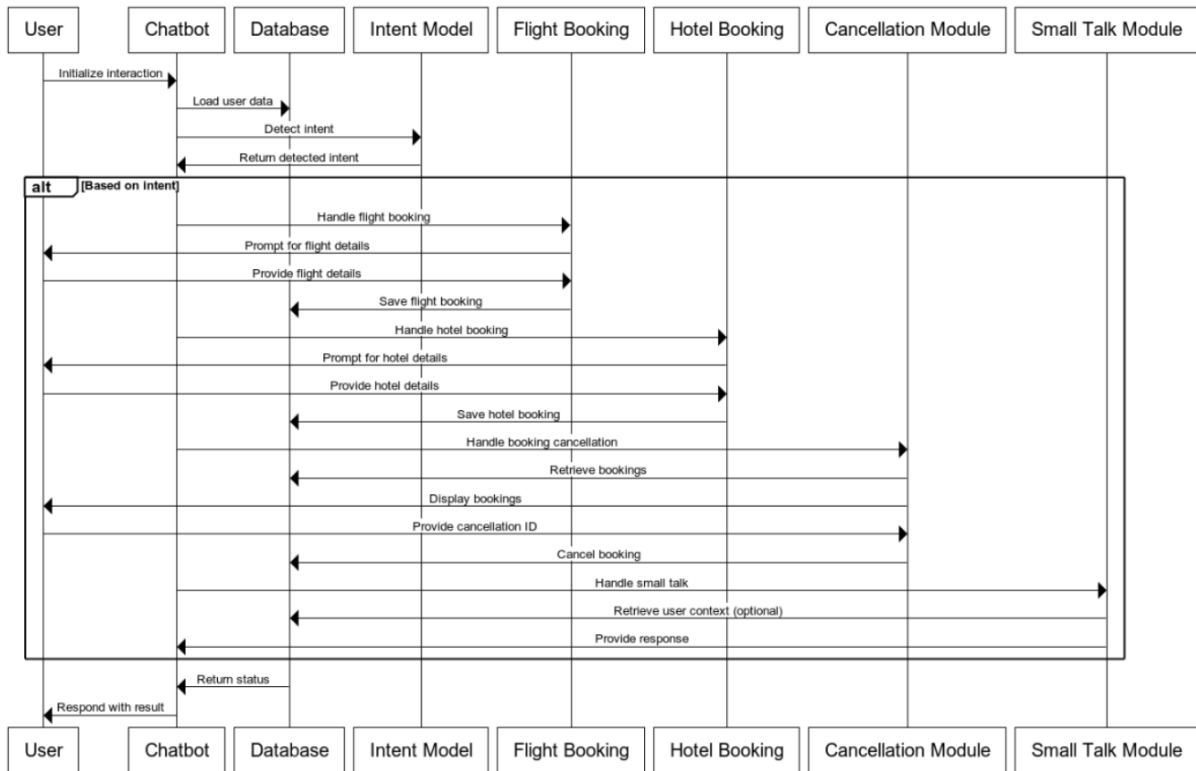 User
Chatbot
Database
Intent Model
Flight Booking
Hotel Booking
Cancellation Module
Small Talk Module
Initialize interaction
Load user data
Detect intent
Return detected intent
alt [Based on intent]
Handle flight booking
Prompt for flight details
Provide flight details
Save flight booking
Handle hotel booking
Prompt for hotel details
Provide hotel details
Save hotel booking
Handle booking cancellation
Retrieve bookings
Display bookings
Provide cancellation ID
Cancel booking
Handle small talk
Retrieve user context (optional)
Provide response
Return status
Respond with result
User
Chatbot
Database
Intent Model
Flight Booking
Hotel Booking
Cancellation Module
Small Talk Module